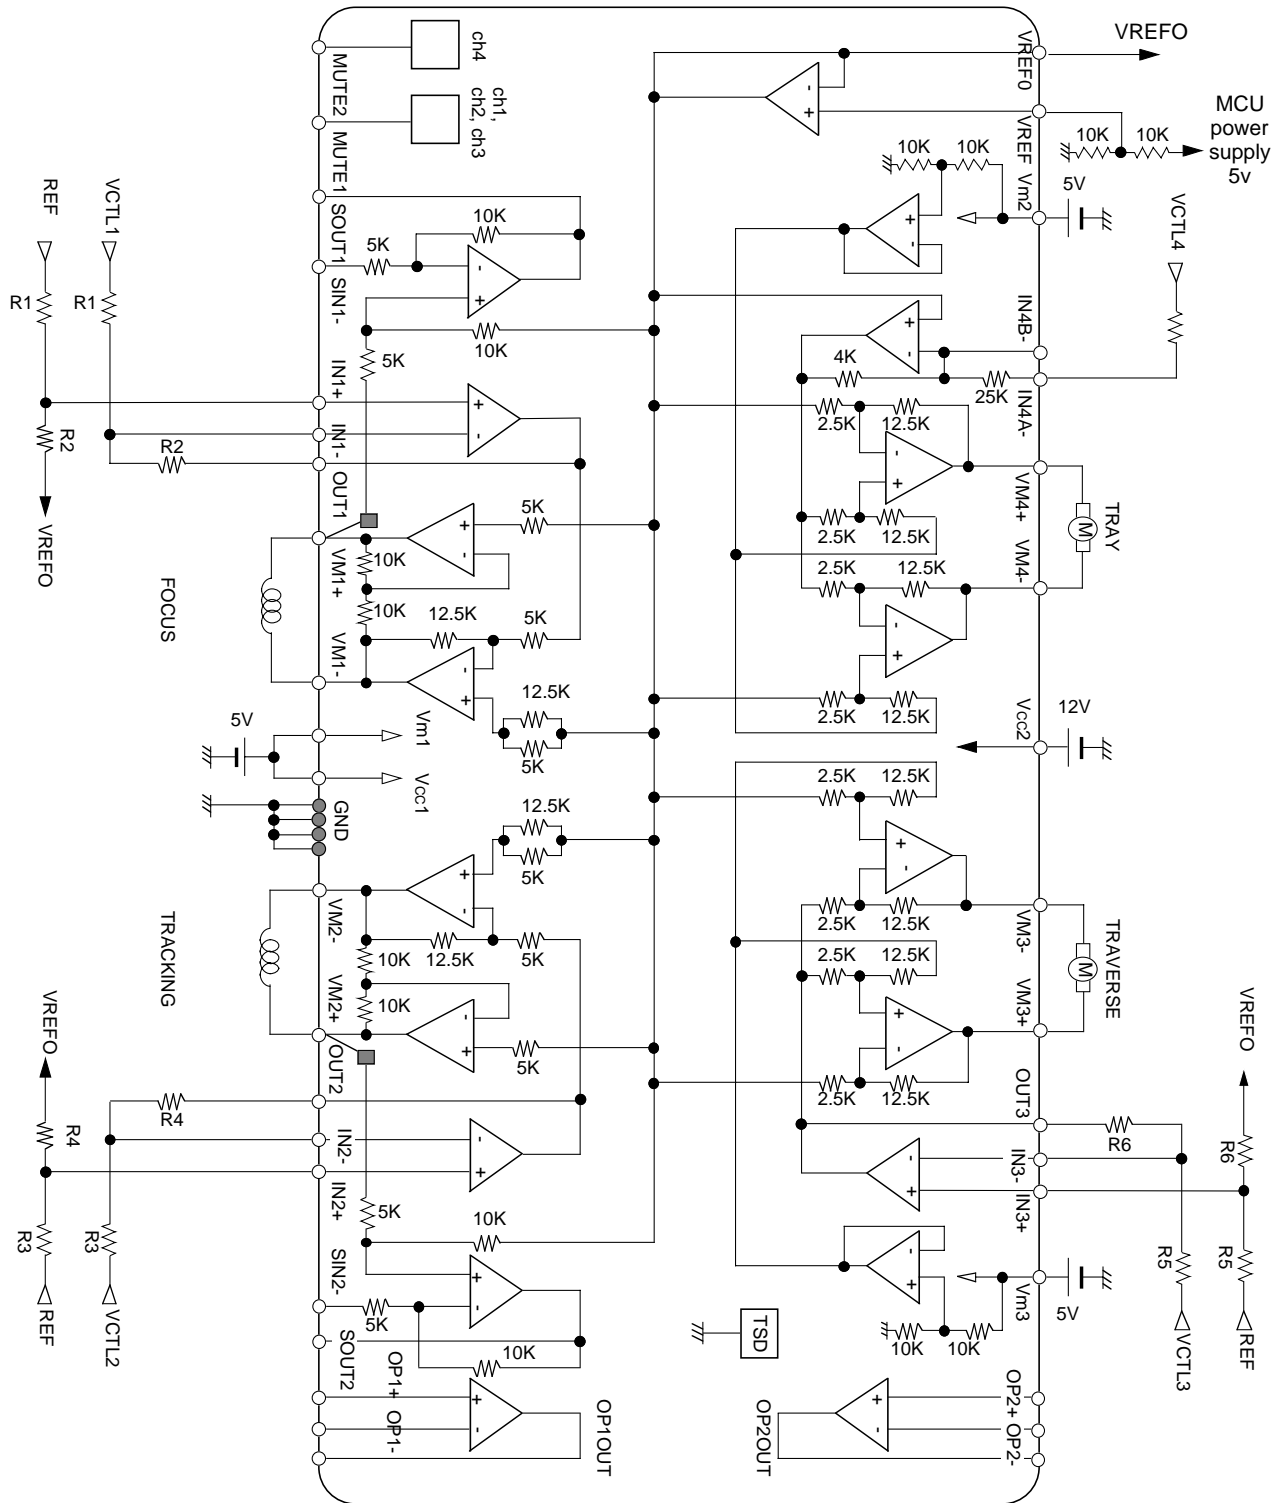 VREFO
VREF0
MCU
power
supply
5v
10K
10K
VREF
Vm2
10K
10K
5V
VCTL4
ch4
MUTE2
ch1,
ch2, ch3
MUTE1
REF
VCTL1
R1
R1
SOUT1
10K
5K
-
+
SIN1-
10K
5K
IN4B-
4K
25K
IN4A-
IN1+
IN1-
R2
R2
VREFO
OUT1
2.5K
12.5K
2.5K
12.5K
VM4+
TRAY
M
VM4-
2.5K
12.5K
2.5K
12.5K
5K
10K
10K
VM1+
FOCUS
VM1-
12.5K
5K
12.5K
5K
5V
Vm1
Vcc1
GND
Vcc2
12V
12.5K
5K
VM2-
TRACKING
VM2+
10K
12.5K
5K
10K
5K
2.5K
12.5K
2.5K
12.5K
2.5K
12.5K
2.5K
12.5K
VM3-
TRAVERSE
M
VM3+
VREFO
VREFO
OUT2
R4
R4
IN2-
IN2+
R3
R3
REF
VCTL2
OUT3
R6
R6
IN3-
IN3+
R5
R5
VCTL3
REF
5K
10K
SIN2-
5K
10K
SOUT2
TSD
Vm3
5V
10K
10K
OP1+
OP1-
OP1OUT
OP2OUT
OP2+
OP2-